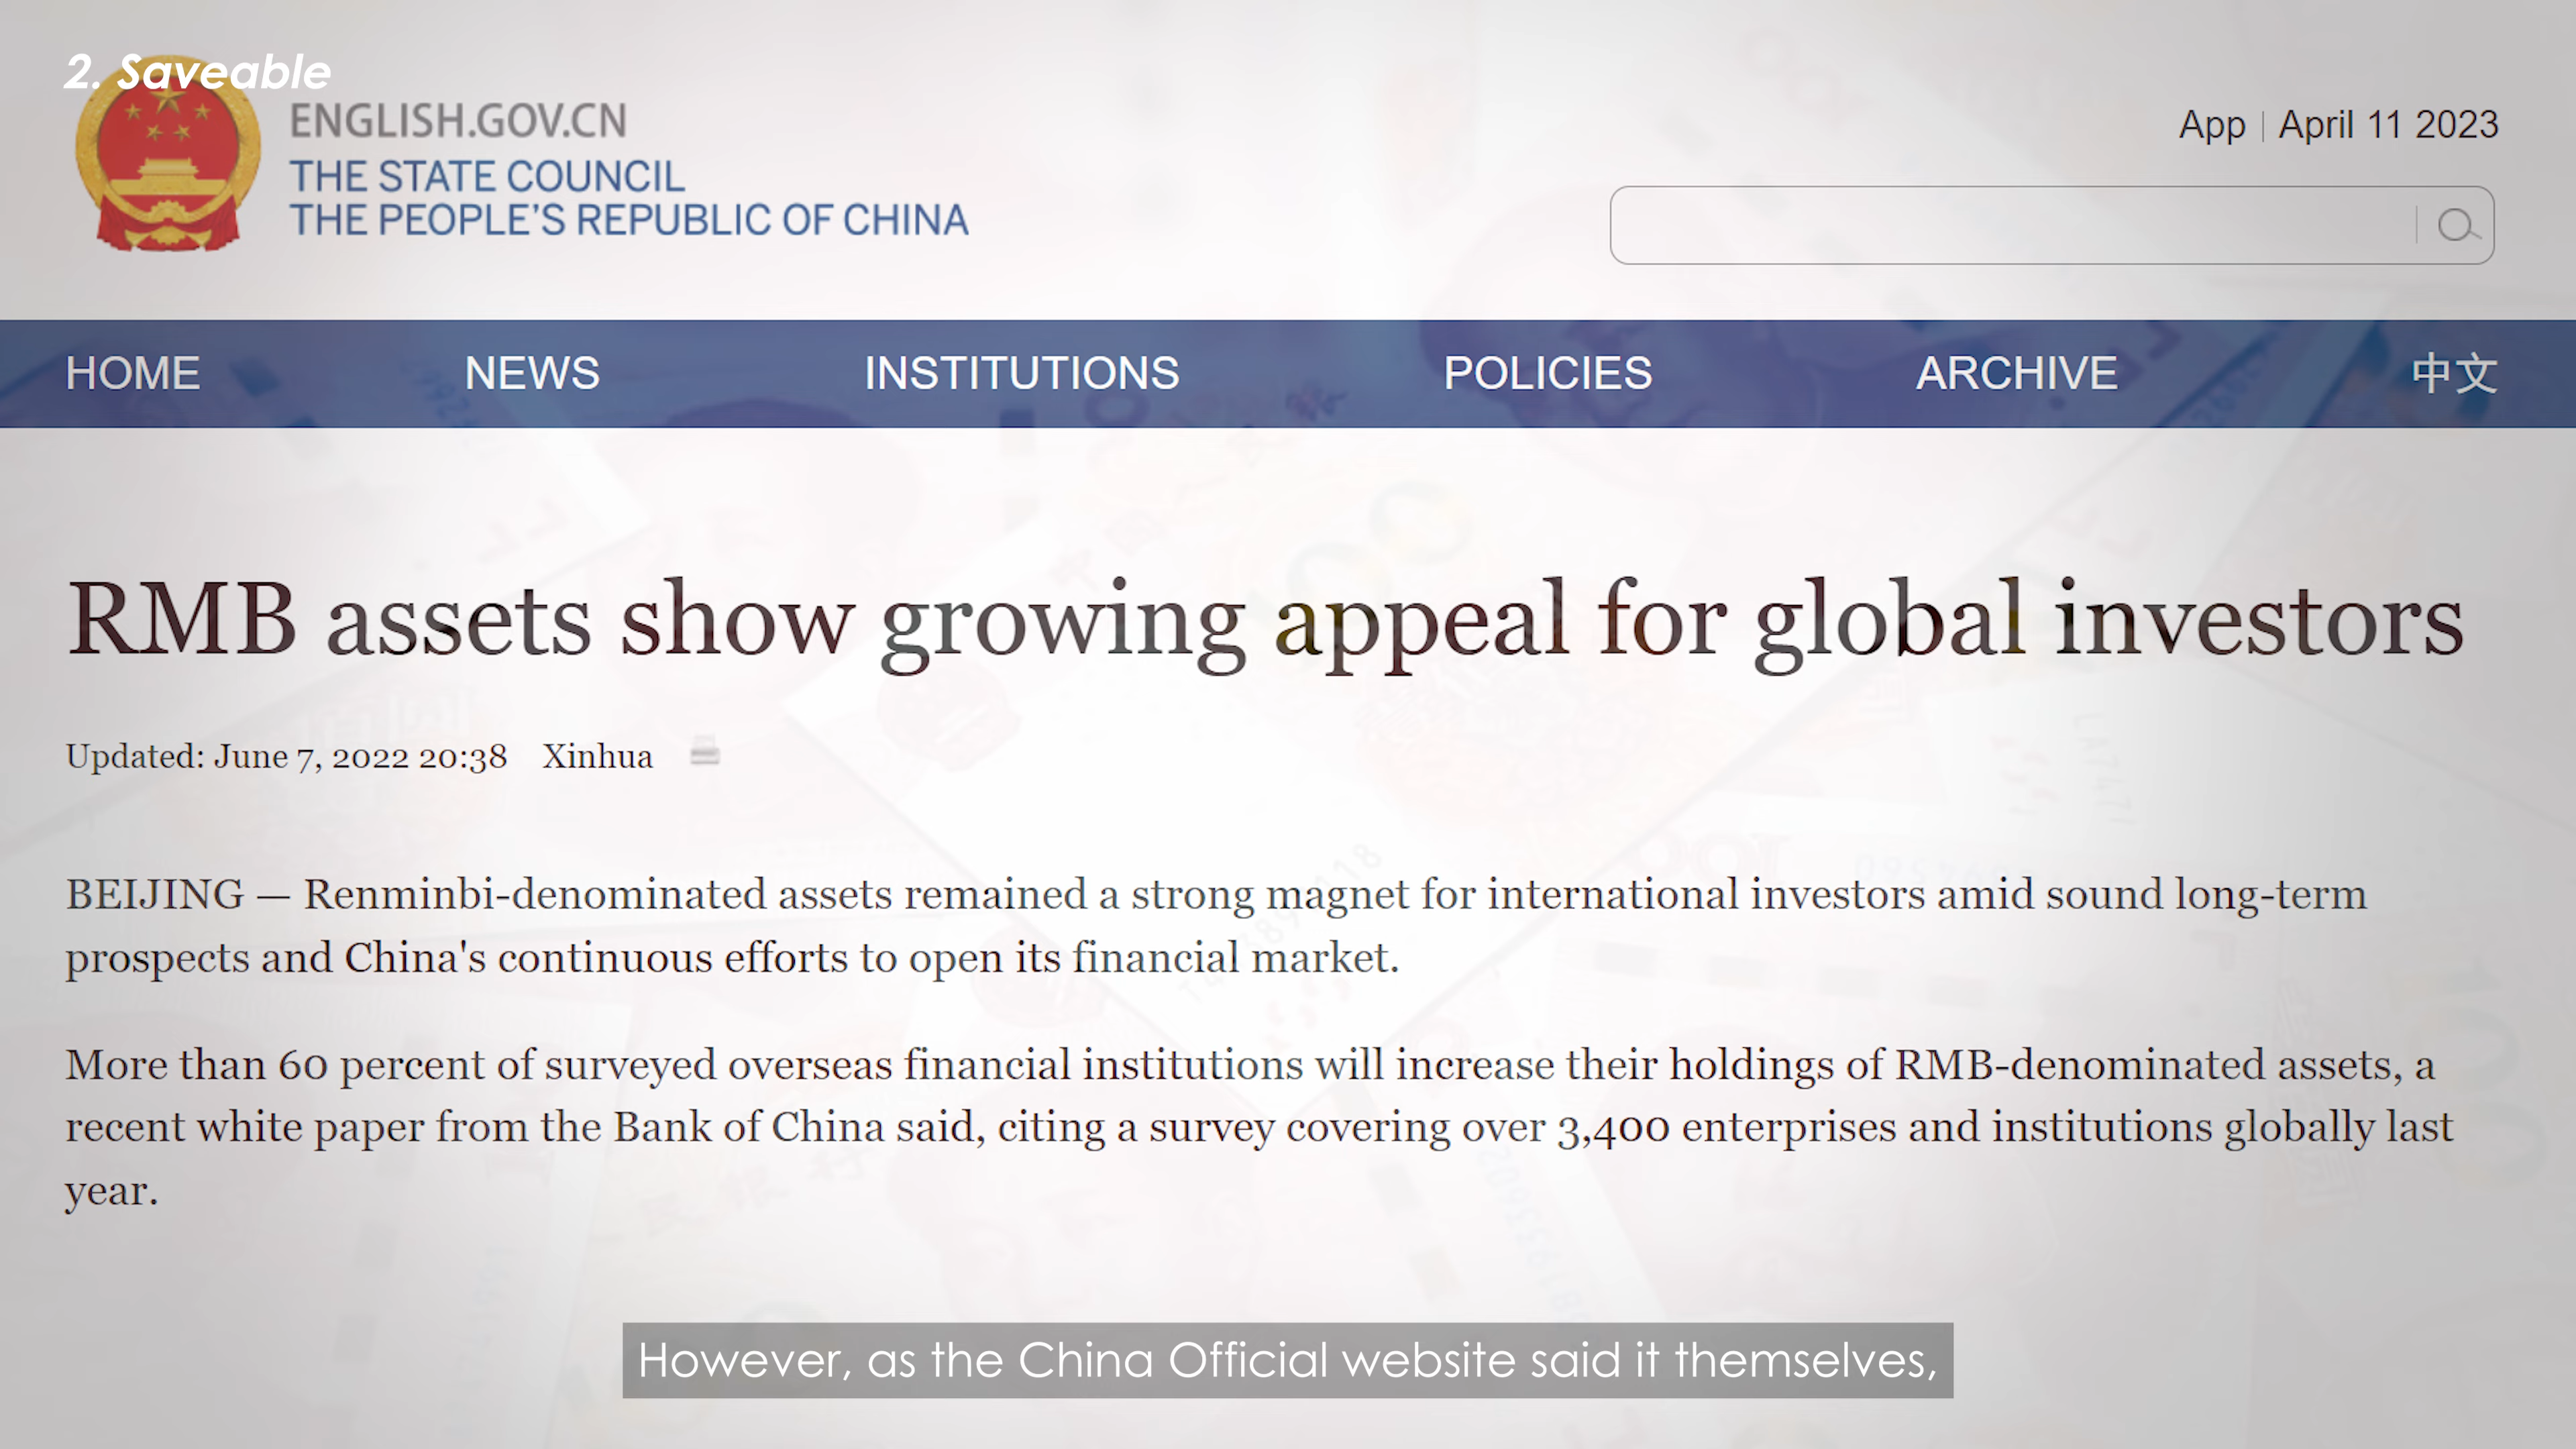 2. Saveable
ENGLISH.GOV.CN
THE STATE COUNCIL
THE PEOPLE'S REPUBLIC OF CHINA
App | April 11 2023
HOME NEWS INSTITUTIONS POLICIES ARCHIVE 中文
RMB assets show growing appeal for global investors
Updated: June 7, 2022 20:38 Xinhua
BEIJING — Renminbi-denominated assets remained a strong magnet for international investors amid sound long-term
prospects and China's continuous efforts to open its financial market.
More than 60 percent of surveyed overseas financial institutions will increase their holdings of RMB-denominated assets, a
recent white paper from the Bank of China said, citing a survey covering over 3,400 enterprises and institutions globally last
year.
However, as the China Official website said it themselves,